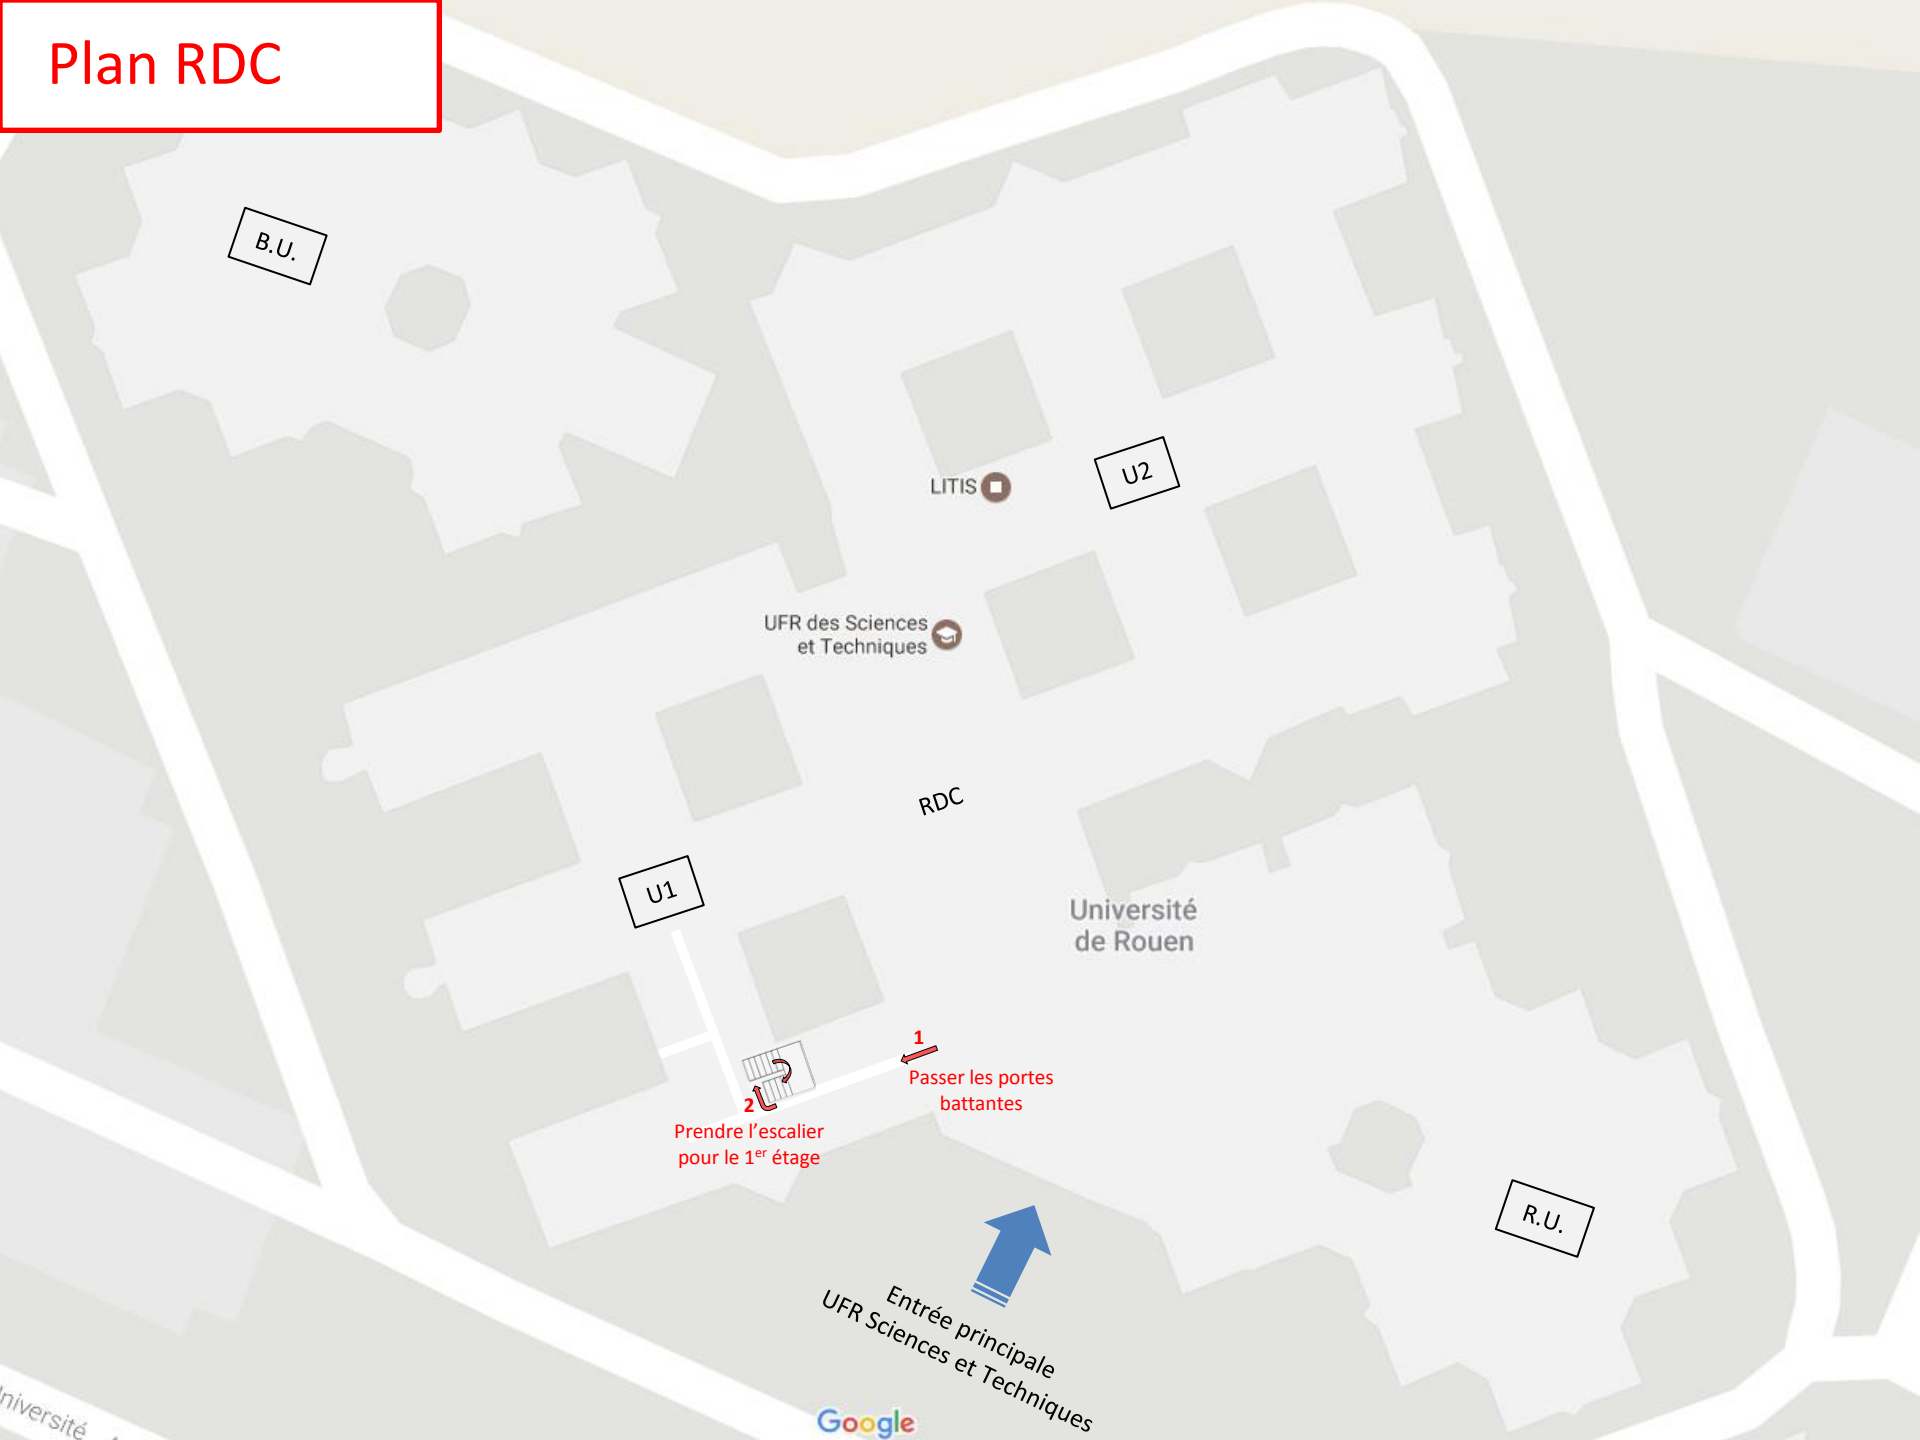 Plan RDC
B.U.
LITIS
U2
UFR des Sciences
et Techniques
RDC
U1
Université
de Rouen
1
Passer les portes
battantes
2
Prendre l'escalier
pour le 1er étage
R.U.
Entrée principale
UFR Sciences et Techniques
Google